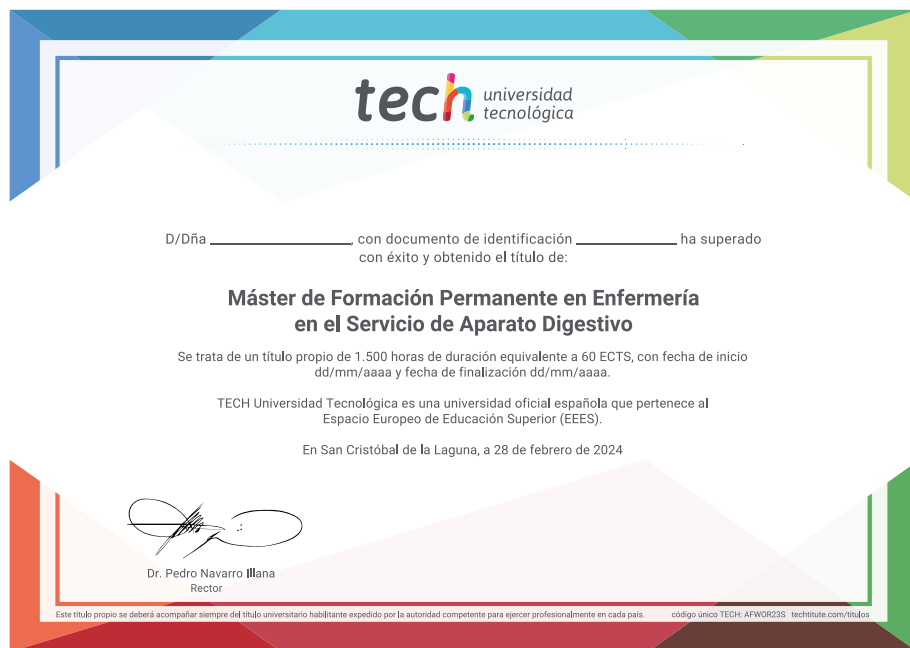 tech universidad
tecnológica
D/Dña ____________________, con documento de identificación ______________ ha superado
con éxito y obtenido el título de:
Máster de Formación Permanente en Enfermería
en el Servicio de Aparato Digestivo
Se trata de un título propio de 1.500 horas de duración equivalente a 60 ECTS, con fecha de inicio
dd/mm/aaaa y fecha de finalización dd/mm/aaaa.
TECH Universidad Tecnológica es una universidad oficial española que pertenece al
Espacio Europeo de Educación Superior (EEES).
En San Cristóbal de la Laguna, a 28 de febrero de 2024
Dr. Pedro Navarro Illana
Rector
Este título propio se deberá acompañar siempre del título universitario habilitante expedido por la autoridad competente para ejercer profesionalmente en cada país. código único TECH: AFWOR23S techtitute.com/titulos